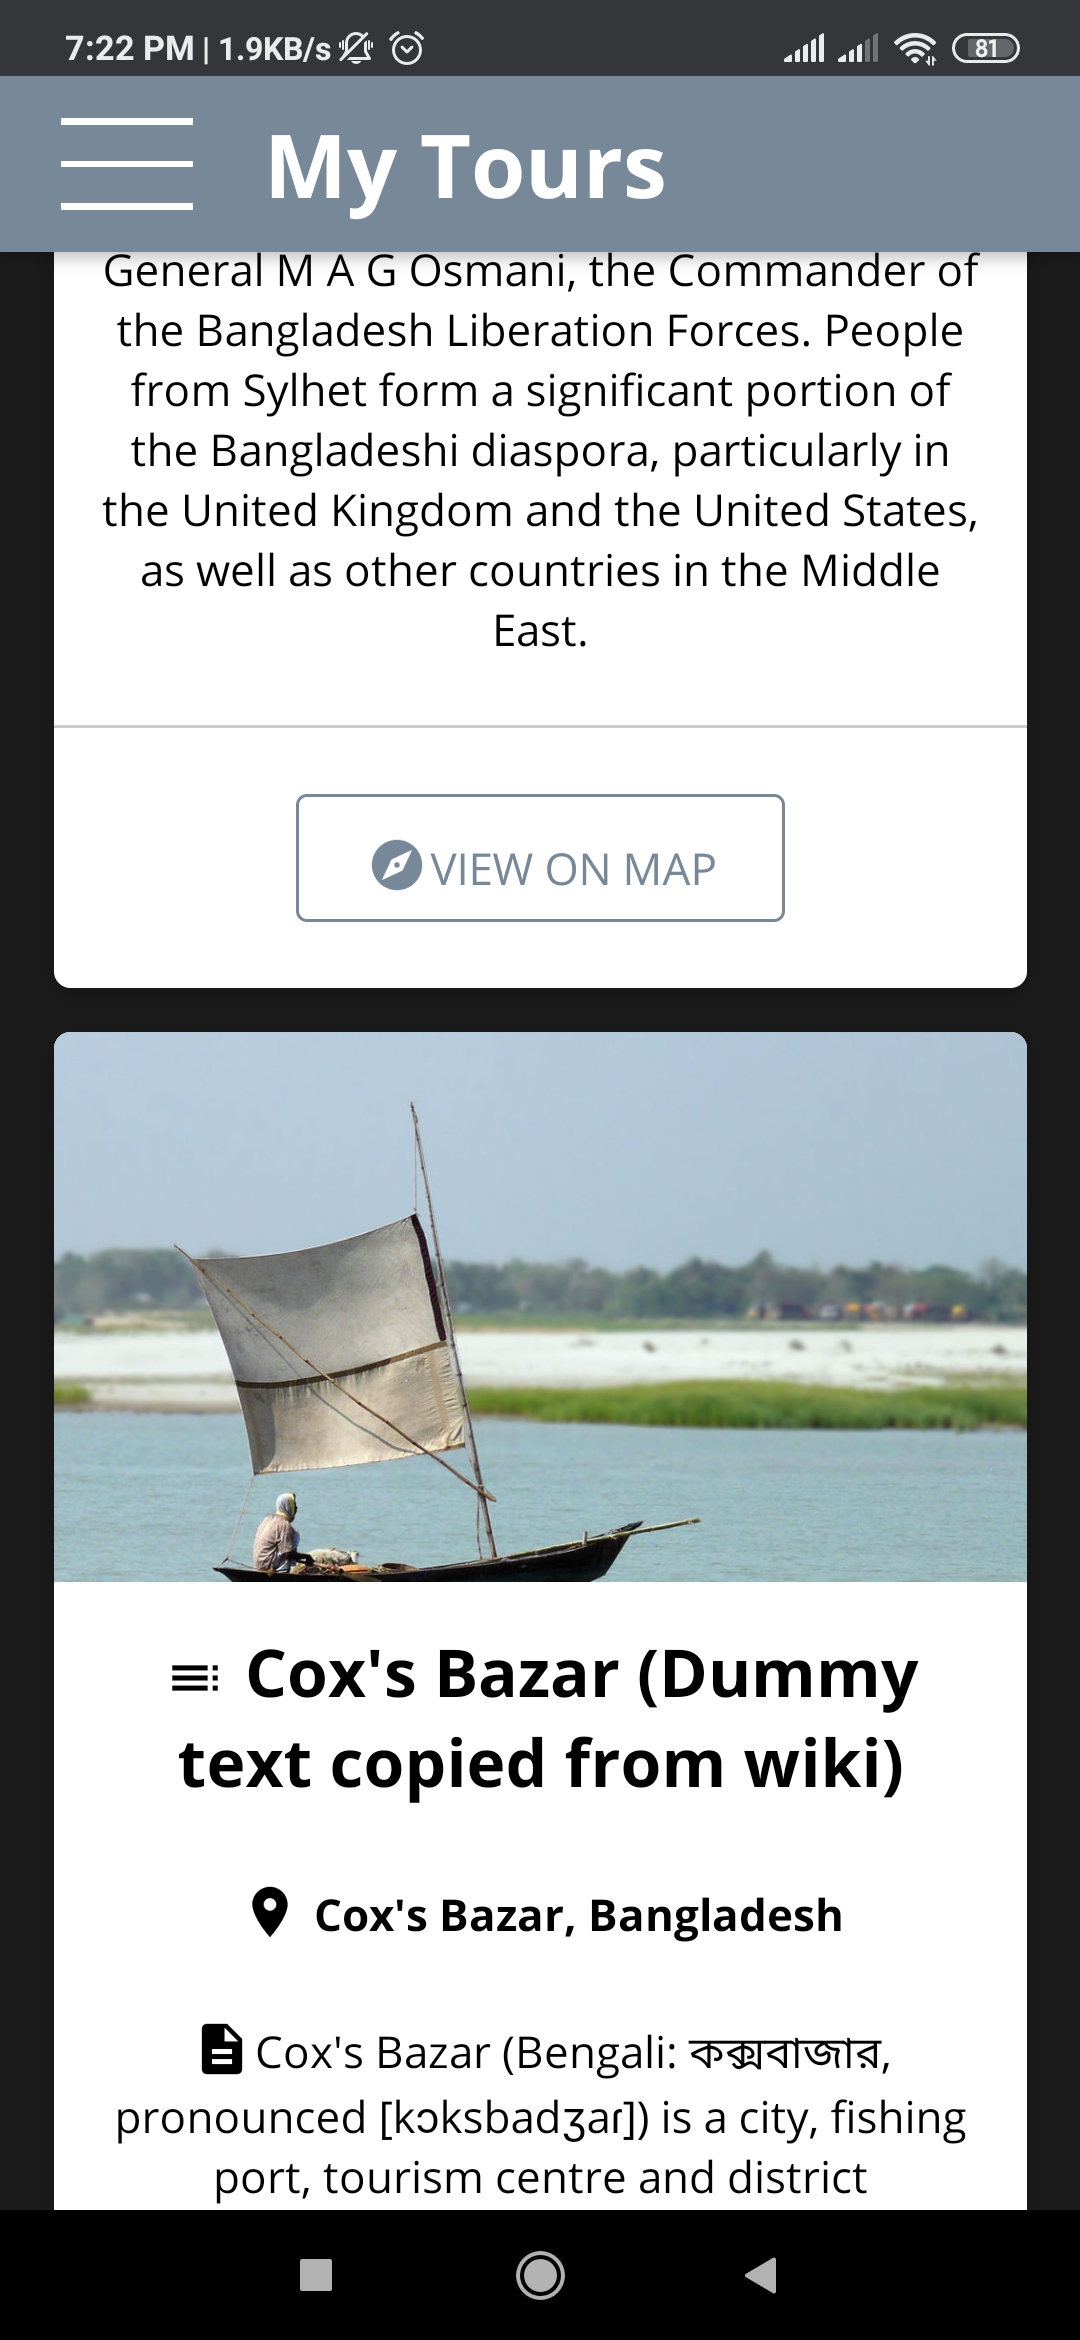 7:22 PM | 1.9KB/s
81
My Tours
General M A G Osmani, the Commander of
the Bangladesh Liberation Forces. People
from Sylhet form a significant portion of
the Bangladeshi diaspora, particularly in
the United Kingdom and the United States,
as well as other countries in the Middle
East.
VIEW ON MAP
Cox's Bazar (Dummy
text copied from wiki)
Cox's Bazar, Bangladesh
Cox's Bazar (Bengali: কক্সবাজার,
pronounced [kɔksbadʒaɾ]) is a city, fishing
port, tourism centre and district